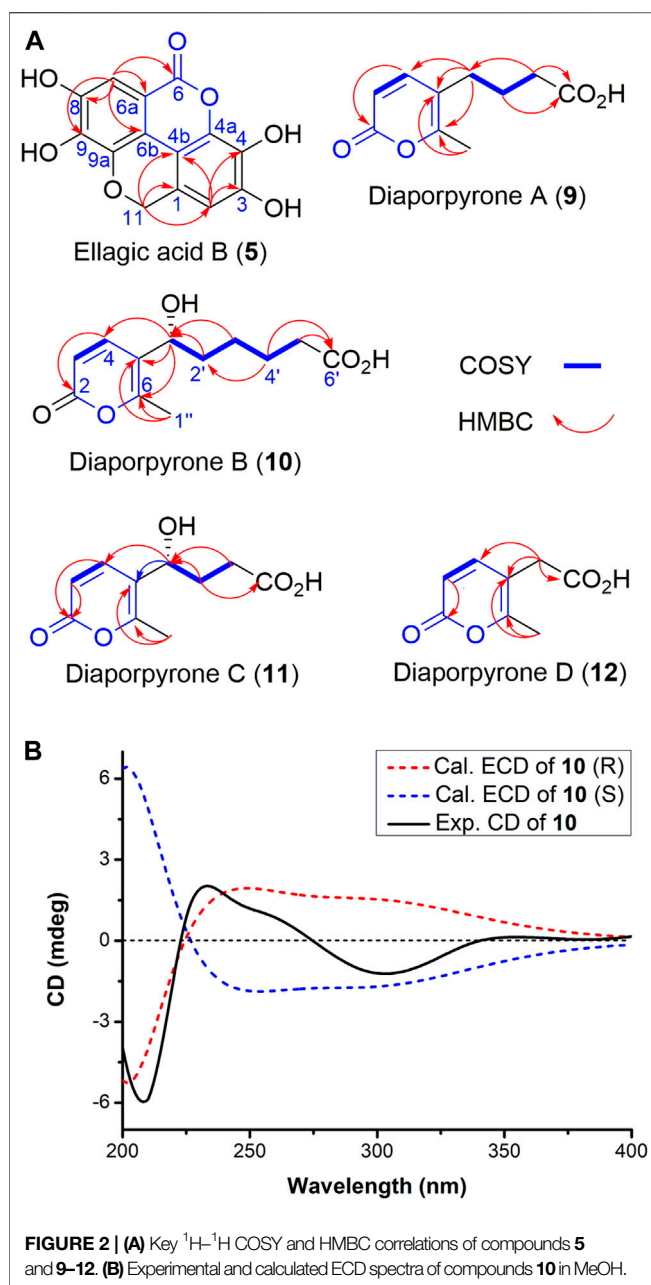 A
O
HO
8
6a
6
O
9
6b
4b
4a
4
OH
HO
9a
O
11
1
3
OH
Ellagic acid B (5)
O
O
CO₂H
Diaporpyrone A (9)
OH
4
2
6
O
O
2'
4'
6'
CO₂H
1''
Diaporpyrone B (10)
COSY
HMBC
OH
O
O
CO₂H
Diaporpyrone C (11)
O
O
CO₂H
Diaporpyrone D (12)
B
6
3
0
-3
-6
CD (mdeg)
Cal. ECD of 10 (R)
Cal. ECD of 10 (S)
Exp. CD of 10
200 250 300 350 400
Wavelength (nm)
FIGURE 2 | (A) Key ¹H–¹H COSY and HMBC correlations of compounds 5
and 9–12. (B) Experimental and calculated ECD spectra of compounds 10 in MeOH.